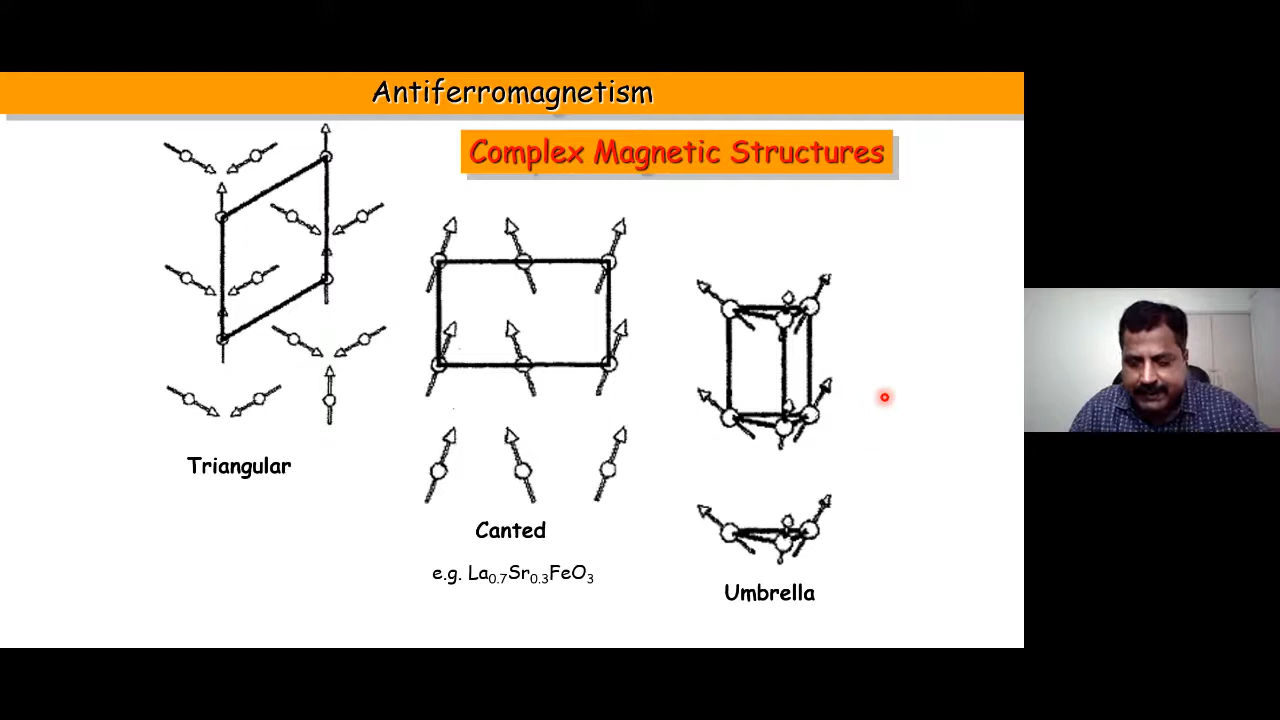 Antiferromagnetism
Complex Magnetic Structures
Triangular
Canted
e.g. La₀.₇Sr₀.₃FeO₃
Umbrella